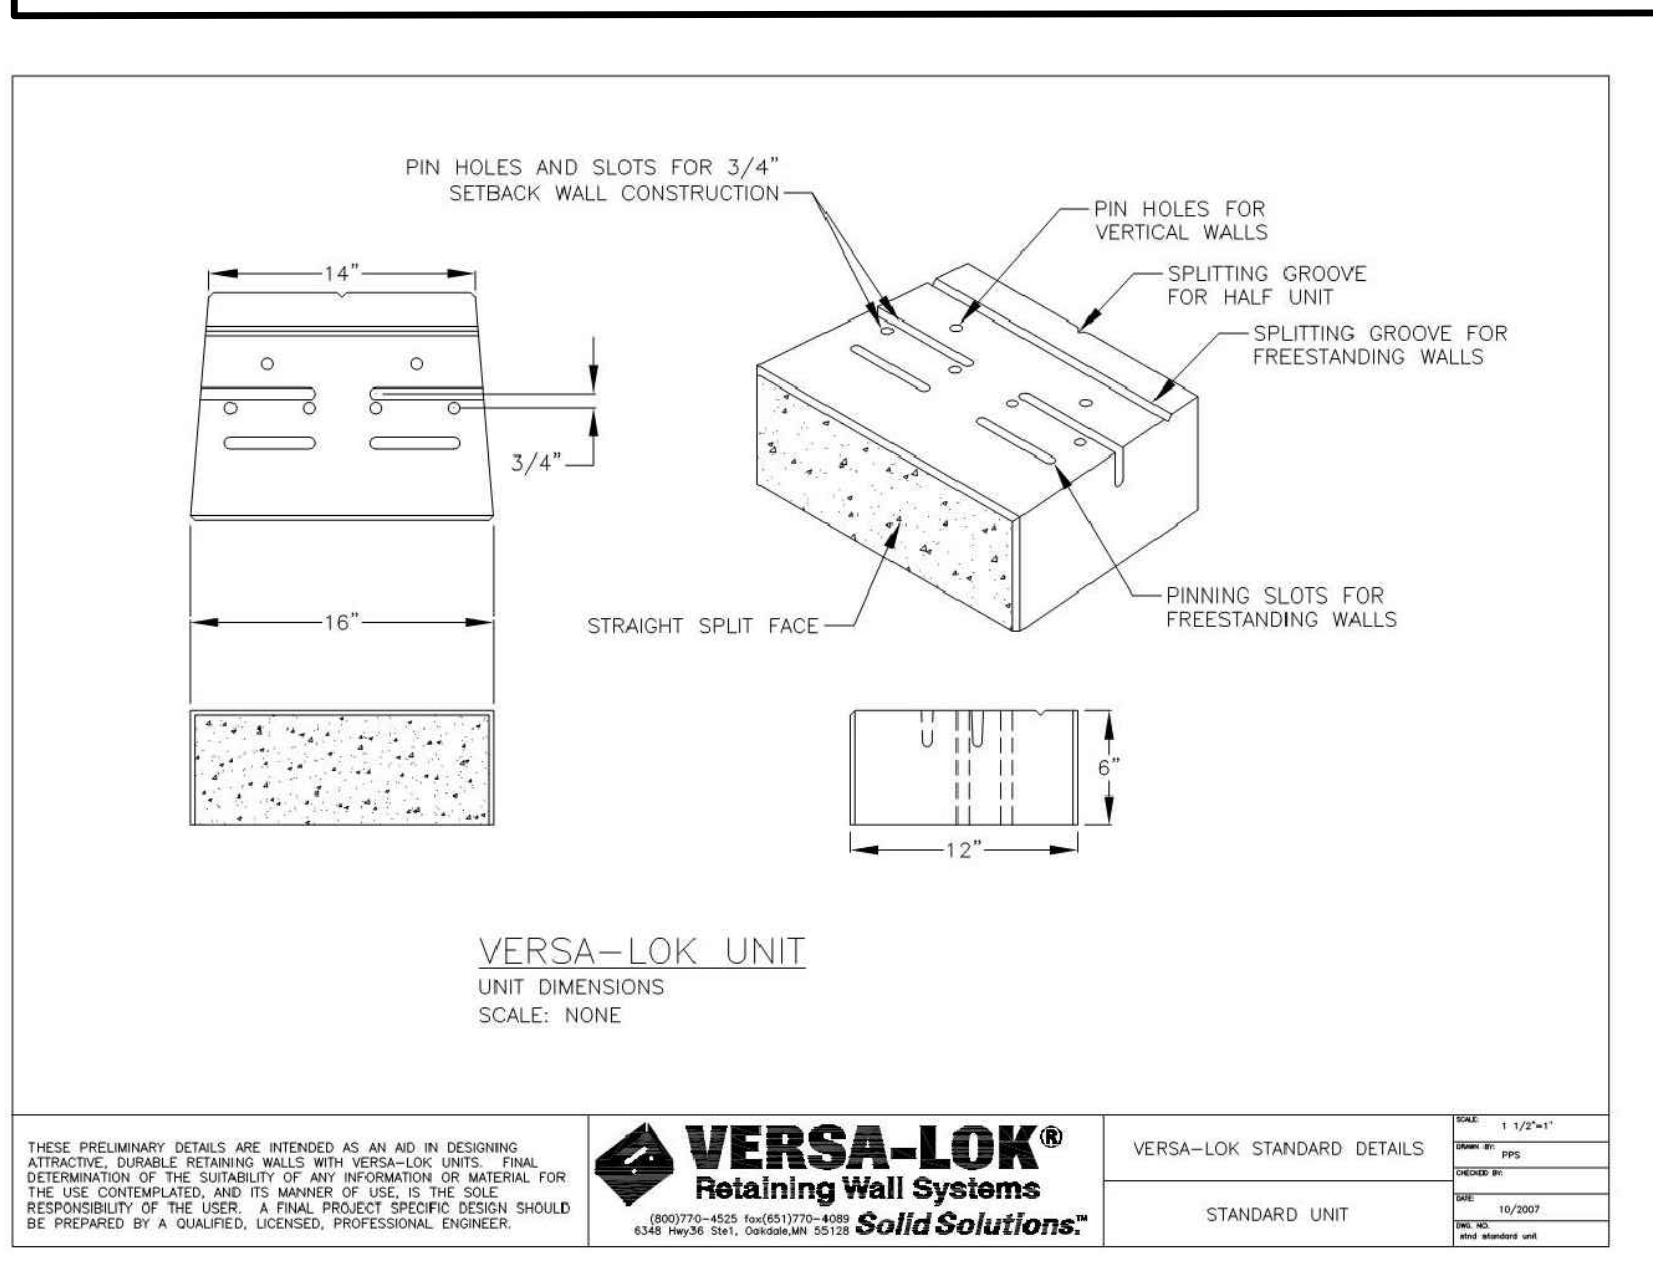 PIN HOLES AND SLOTS FOR 3/4"
SETBACK WALL CONSTRUCTION
PIN HOLES FOR
VERTICAL WALLS
SPLITTING GROOVE
FOR HALF UNIT
SPLITTING GROOVE FOR
FREESTANDING WALLS
14"
3/4"
16"
STRAIGHT SPLIT FACE
PINNING SLOTS FOR
FREESTANDING WALLS
6"
12"
VERSA-LOK UNIT
UNIT DIMENSIONS
SCALE: NONE
THESE PRELIMINARY DETAILS ARE INTENDED AS AN AID IN DESIGNING
ATTRACTIVE, DURABLE RETAINING WALLS WITH VERSA-LOK UNITS. FINAL
DETERMINATION OF THE SUITABILITY OF ANY INFORMATION OR MATERIAL FOR
THE USE CONTEMPLATED, AND ITS MANNER OF USE, IS THE SOLE
RESPONSIBILITY OF THE USER. A FINAL PROJECT SPECIFIC DESIGN SHOULD
BE PREPARED BY A QUALIFIED, LICENSED, PROFESSIONAL ENGINEER.
VERSA-LOK®
Retaining Wall Systems
(800)770-4525 fax(651)770-4089
6348 Hwy36 Ste1, Oakdale,MN 55128
Solid Solutions.™
VERSA-LOK STANDARD DETAILS
STANDARD UNIT
SCALE:
1 1/2"=1'
DRAWN BY:
PPS
CHECKED BY:
DATE:
10/2007
DWG. NO.
stnd standard unit